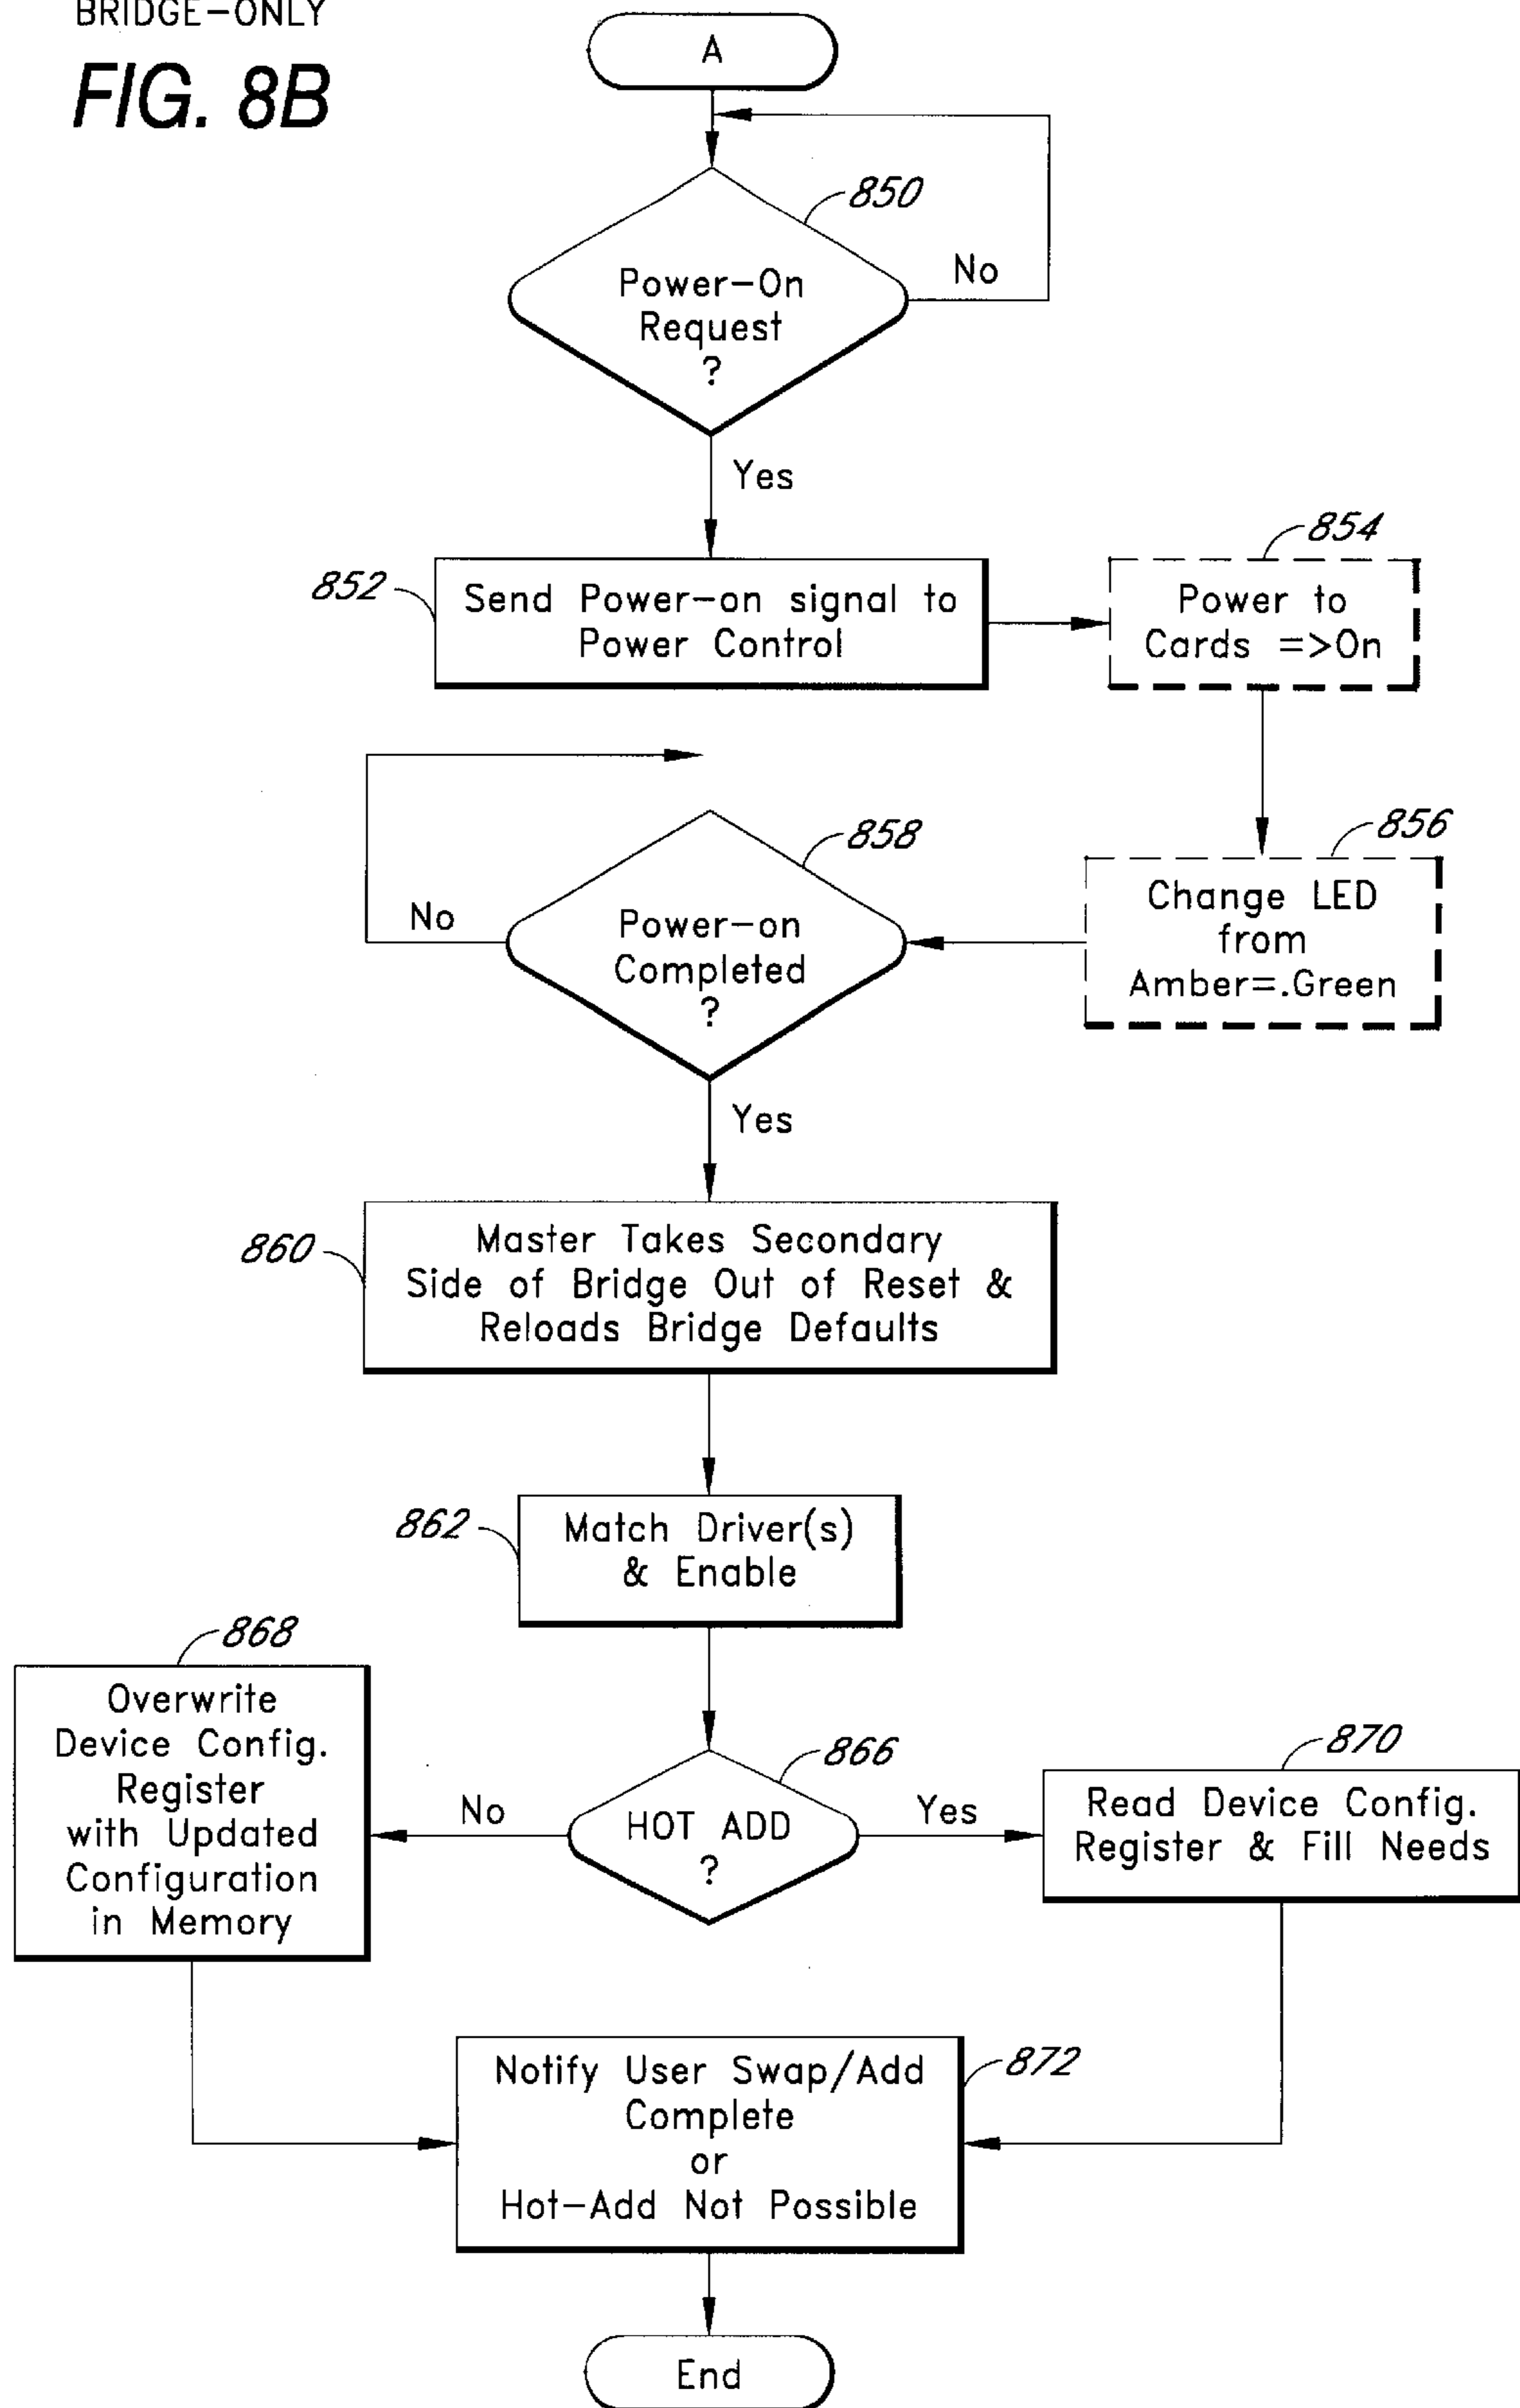 BRIDGE-ONLY
FIG. 8B
A
850
Power-On
Request
?
No
Yes
852
Send Power-on signal to
Power Control
854
Power to
Cards =>On
856
Change LED
from
Amber=.Green
858
Power-on
Completed
?
No
Yes
860
Master Takes Secondary
Side of Bridge Out of Reset &
Reloads Bridge Defaults
862
Match Driver(s)
& Enable
866
HOT ADD
?
No
Yes
868
Overwrite
Device Config.
Register
with Updated
Configuration
in Memory
870
Read Device Config.
Register & Fill Needs
872
Notify User Swap/Add
Complete
or
Hot-Add Not Possible
End